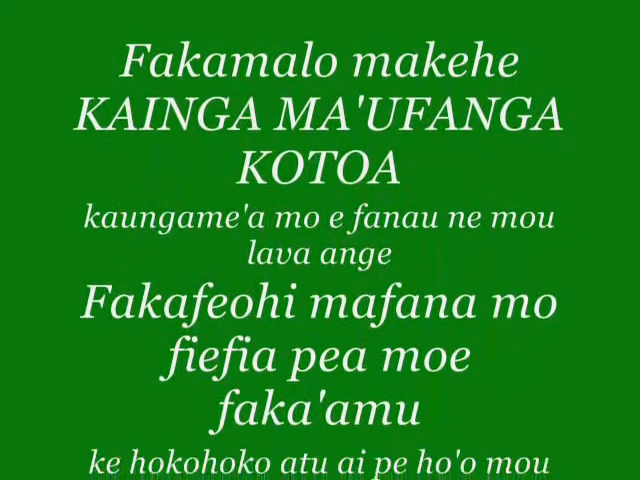 Fakamalo makehe
KAINGA MA'UFANGA
KOTOA
kaungame'a mo e fanau ne mou
lava ange
Fakafeohi mafana mo
fiefia pea moe
faka'amu
ke hokohoko atu ai pe ho'o mou